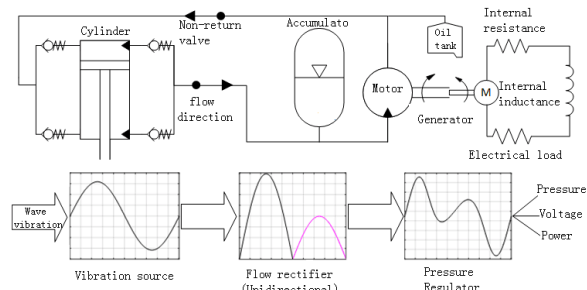 Cylinder
Non-return
valve
Accumulato
Oil
tank
Internal
resistance
Motor
M
Internal
inductance
flow
direction
Generator
Electrical load
Wave
vibration
Vibration source
Flow rectifier
(Unidirectional)
Pressure
Regulator
Pressure
Voltage
Power